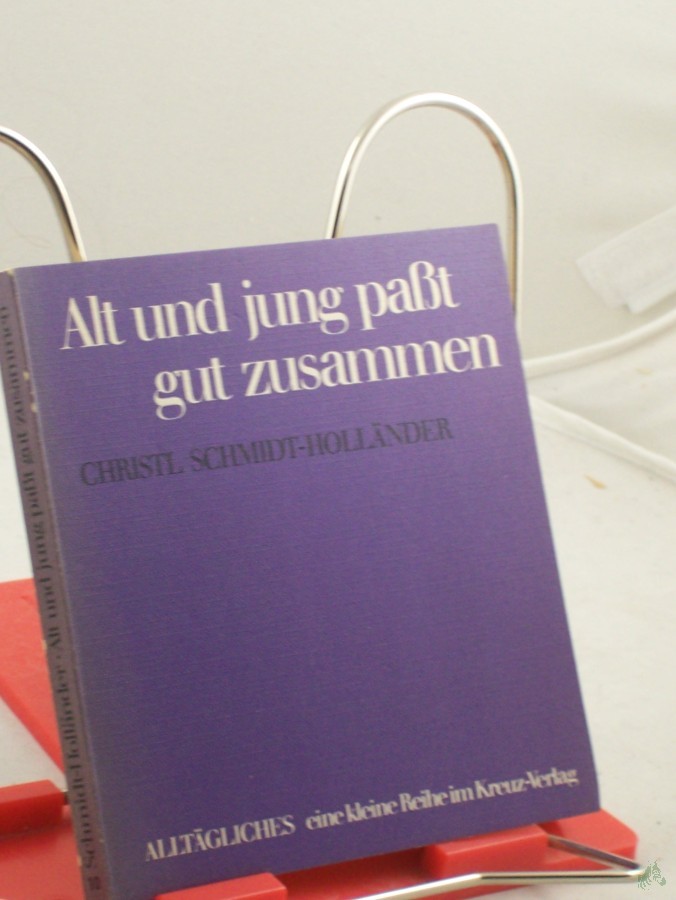 Alt und jung paßt
gut zusammen
CHRISTL SCHMIDT-HOLLÄNDER
ALLTÄGLICHES eine kleine Reihe im Kreuz-Verlag
Schmidt-Holländer · Alt und jung paßt gut zusammen
10